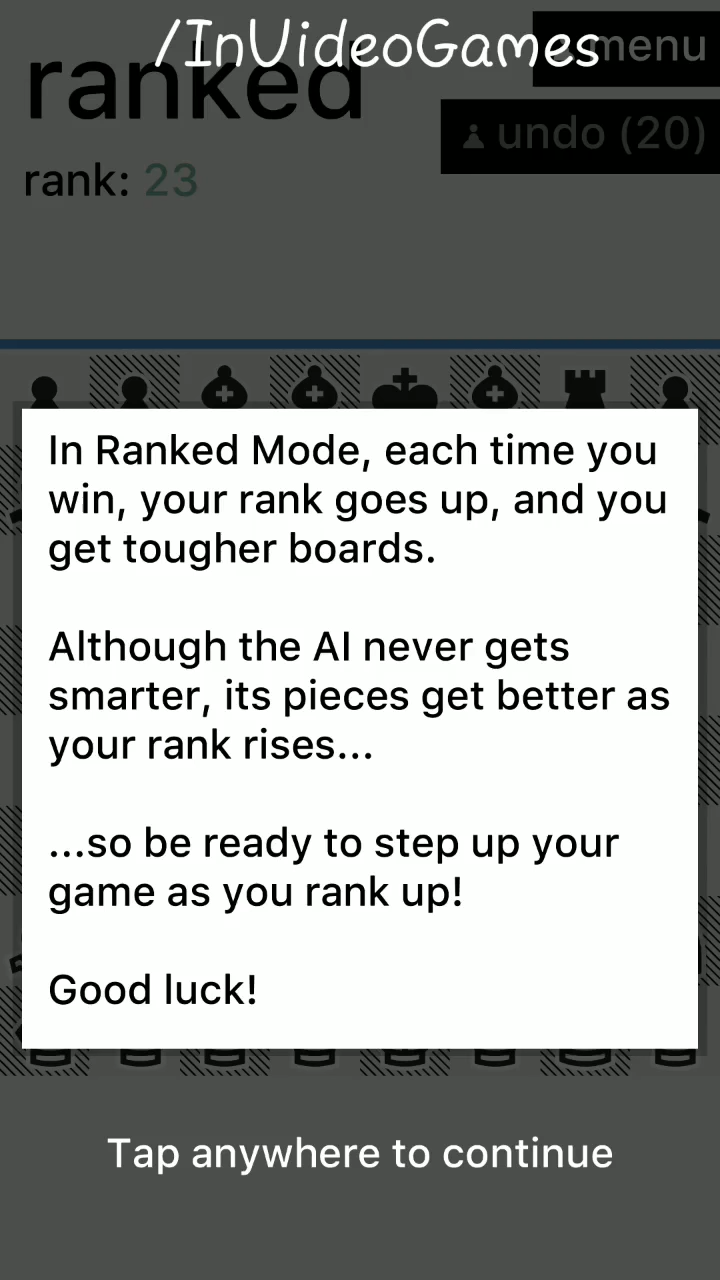 /InVideoGames
menu
ranked
undo (20)
rank: 23
In Ranked Mode, each time you
win, your rank goes up, and you
get tougher boards.
Although the AI never gets
smarter, its pieces get better as
your rank rises...
...so be ready to step up your
game as you rank up!
Good luck!
Tap anywhere to continue